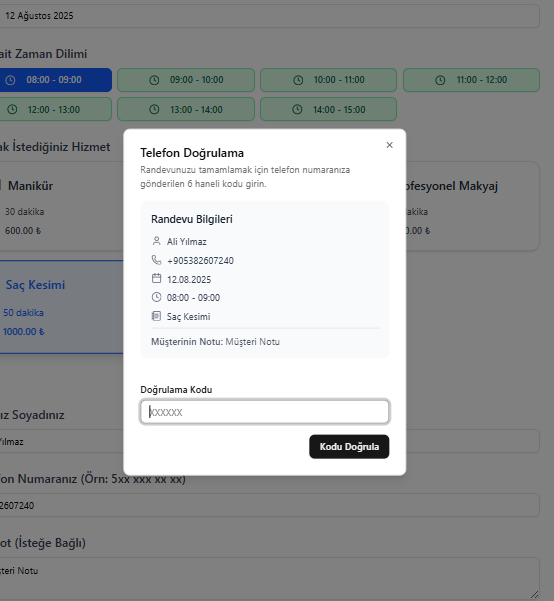 12 Ağustos 2025
ait Zaman Dilimi
08:00 - 09:00
09:00 - 10:00
10:00 - 11:00
11:00 - 12:00
12:00 - 13:00
13:00 - 14:00
14:00 - 15:00
ak İstediğiniz Hizmet
Manikür
30 dakika
600.00 ₺
ofesyonel Makyaj
akika
0.00 ₺
Saç Kesimi
50 dakika
1000.00 ₺
Telefon Doğrulama
Randevunuzu tamamlamak için telefon numaranıza
gönderilen 6 haneli kodu girin.
Randevu Bilgileri
Ali Yılmaz
+905382607240
12.08.2025
08:00 - 09:00
Saç Kesimi
Müşterinin Notu: Müşteri Notu
Doğrulama Kodu
XXXXXX
Kodu Doğrula
ız Soyadınız
Yılmaz
fon Numaranız (Örn: 5xx xxx xx xx)
2607240
ot (İsteğe Bağlı)
şteri Notu